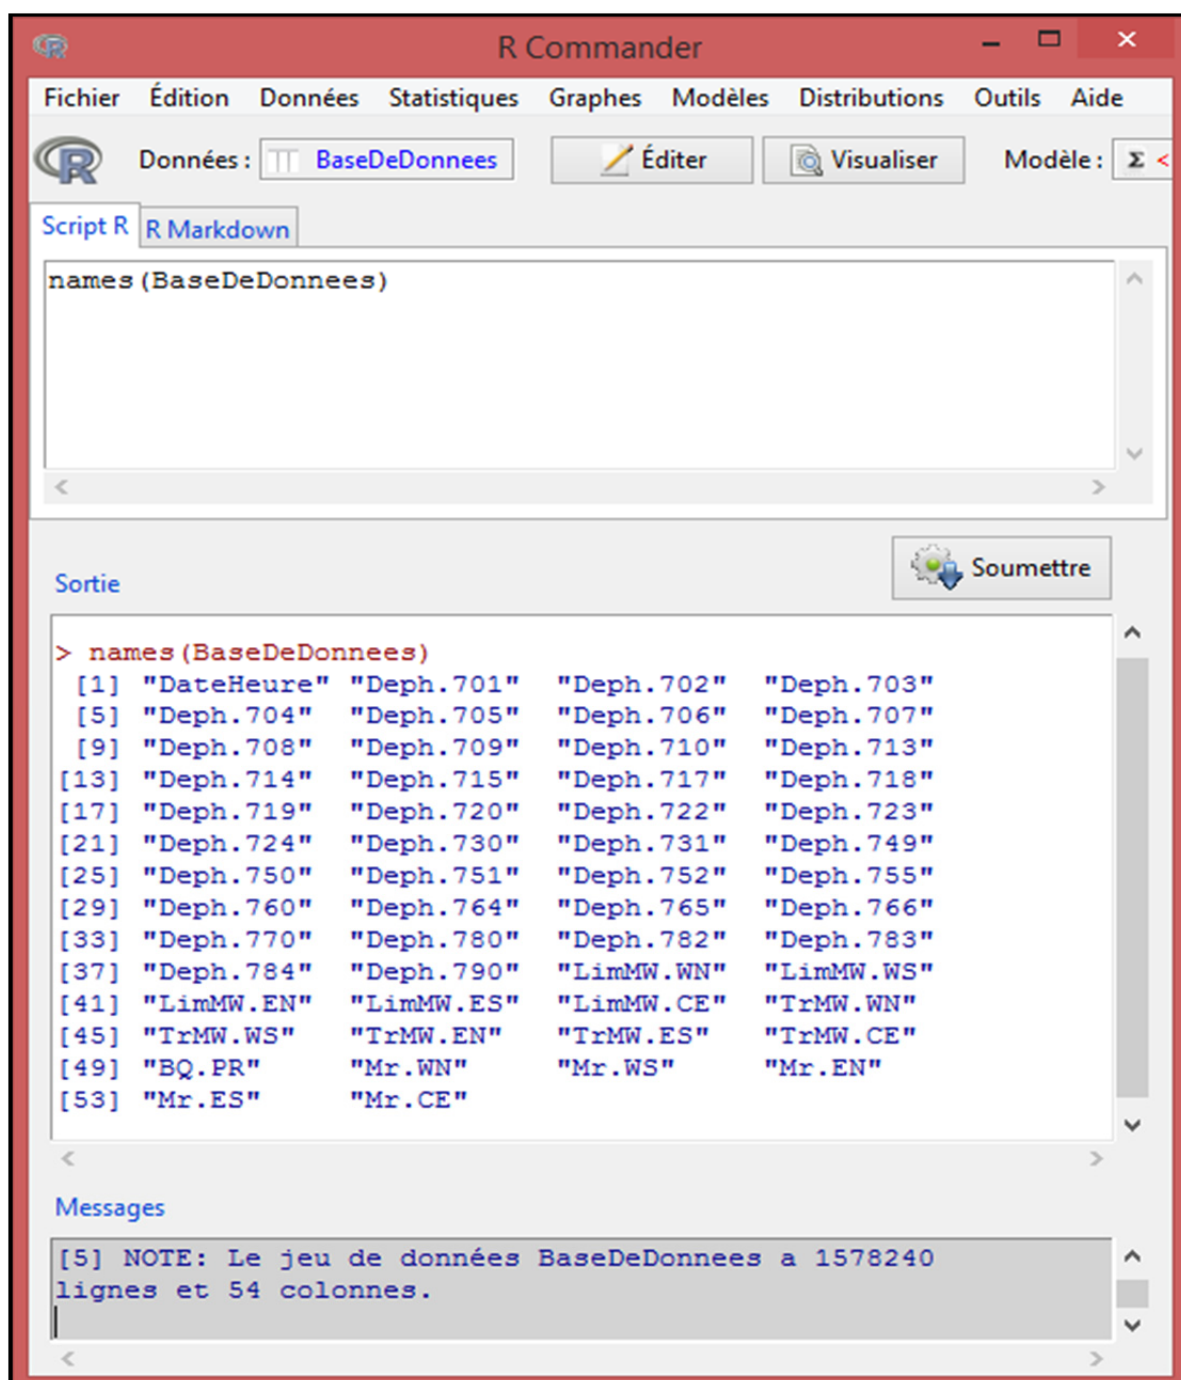 R Commander
Fichier Édition Données Statistiques Graphes Modèles Distributions Outils Aide
Données : BaseDeDonnees Éditer Visualiser Modèle : Σ <
Script R R Markdown
names(BaseDeDonnees)
Soumettre
Sortie
> names(BaseDeDonnees)
[1] "DateHeure" "Deph.701" "Deph.702" "Deph.703"
[5] "Deph.704" "Deph.705" "Deph.706" "Deph.707"
[9] "Deph.708" "Deph.709" "Deph.710" "Deph.713"
[13] "Deph.714" "Deph.715" "Deph.717" "Deph.718"
[17] "Deph.719" "Deph.720" "Deph.722" "Deph.723"
[21] "Deph.724" "Deph.730" "Deph.731" "Deph.749"
[25] "Deph.750" "Deph.751" "Deph.752" "Deph.755"
[29] "Deph.760" "Deph.764" "Deph.765" "Deph.766"
[33] "Deph.770" "Deph.780" "Deph.782" "Deph.783"
[37] "Deph.784" "Deph.790" "LimMW.WN" "LimMW.WS"
[41] "LimMW.EN" "LimMW.ES" "LimMW.CE" "TrMW.WN"
[45] "TrMW.WS" "TrMW.EN" "TrMW.ES" "TrMW.CE"
[49] "BQ.PR" "Mr.WN" "Mr.WS" "Mr.EN"
[53] "Mr.ES" "Mr.CE"
Messages
[5] NOTE: Le jeu de données BaseDeDonnees a 1578240
lignes et 54 colonnes.